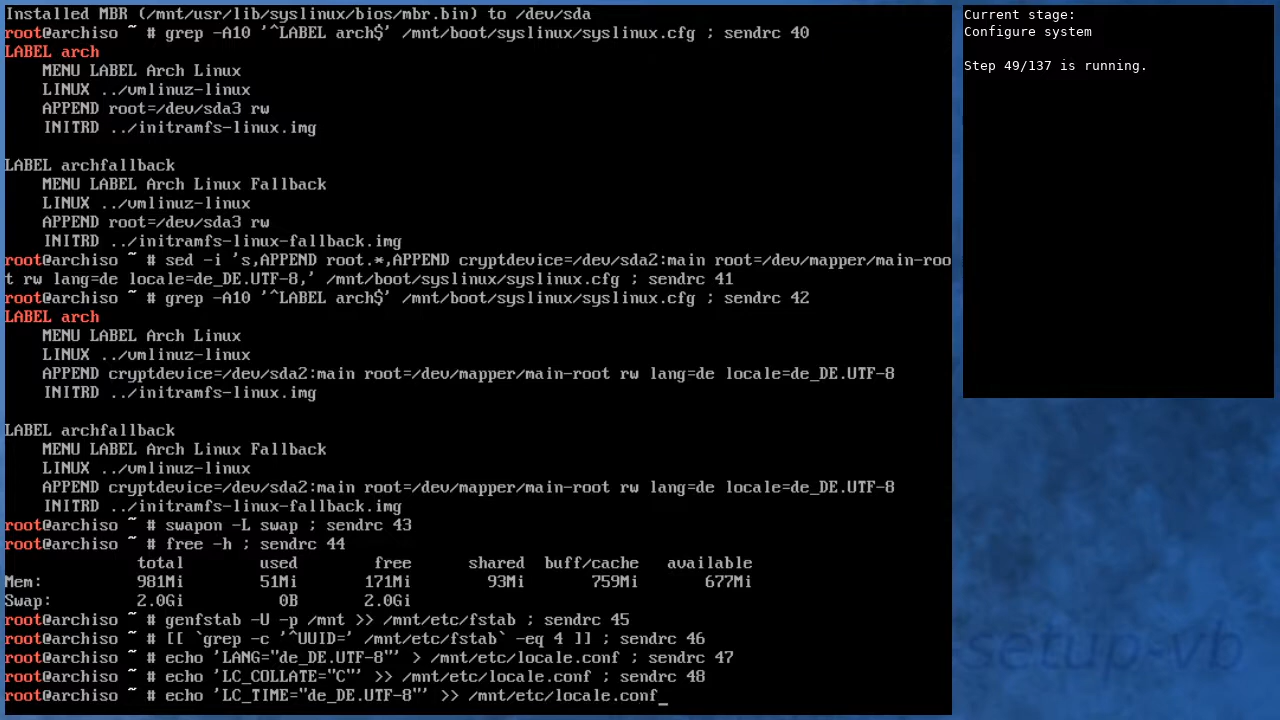 Installed MBR (/mnt/usr/lib/syslinux/bios/mbr.bin) to /dev/sda
root@archiso ~ # grep -A10 '^LABEL arch$' /mnt/boot/syslinux/syslinux.cfg ; sendrc 40
LABEL arch
    MENU LABEL Arch Linux
    LINUX ../vmlinuz-linux
    APPEND root=/dev/sda3 rw
    INITRD ../initramfs-linux.img

LABEL archfallback
    MENU LABEL Arch Linux Fallback
    LINUX ../vmlinuz-linux
    APPEND root=/dev/sda3 rw
    INITRD ../initramfs-linux-fallback.img
root@archiso ~ # sed -i 's,APPEND root.*,APPEND cryptdevice=/dev/sda2:main root=/dev/mapper/main-roo
t rw lang=de locale=de_DE.UTF-8,' /mnt/boot/syslinux/syslinux.cfg ; sendrc 41
root@archiso ~ # grep -A10 '^LABEL arch$' /mnt/boot/syslinux/syslinux.cfg ; sendrc 42
LABEL arch
    MENU LABEL Arch Linux
    LINUX ../vmlinuz-linux
    APPEND cryptdevice=/dev/sda2:main root=/dev/mapper/main-root rw lang=de locale=de_DE.UTF-8
    INITRD ../initramfs-linux.img

LABEL archfallback
    MENU LABEL Arch Linux Fallback
    LINUX ../vmlinuz-linux
    APPEND cryptdevice=/dev/sda2:main root=/dev/mapper/main-root rw lang=de locale=de_DE.UTF-8
    INITRD ../initramfs-linux-fallback.img
root@archiso ~ # swapon -L swap ; sendrc 43
root@archiso ~ # free -h ; sendrc 44
              total        used        free      shared  buff/cache   available
Mem:          981Mi        51Mi       171Mi        93Mi       759Mi       677Mi
Swap:         2.0Gi          0B       2.0Gi
root@archiso ~ # genfstab -U -p /mnt >> /mnt/etc/fstab ; sendrc 45
root@archiso ~ # [[ `grep -c '^UUID=' /mnt/etc/fstab` -eq 4 ]] ; sendrc 46
root@archiso ~ # echo 'LANG="de_DE.UTF-8"' > /mnt/etc/locale.conf ; sendrc 47
root@archiso ~ # echo 'LC_COLLATE="C"' >> /mnt/etc/locale.conf ; sendrc 48
root@archiso ~ # echo 'LC_TIME="de_DE.UTF-8"' >> /mnt/etc/locale.conf_
Current stage:
Configure system

Step 49/137 is running.
setup-vb